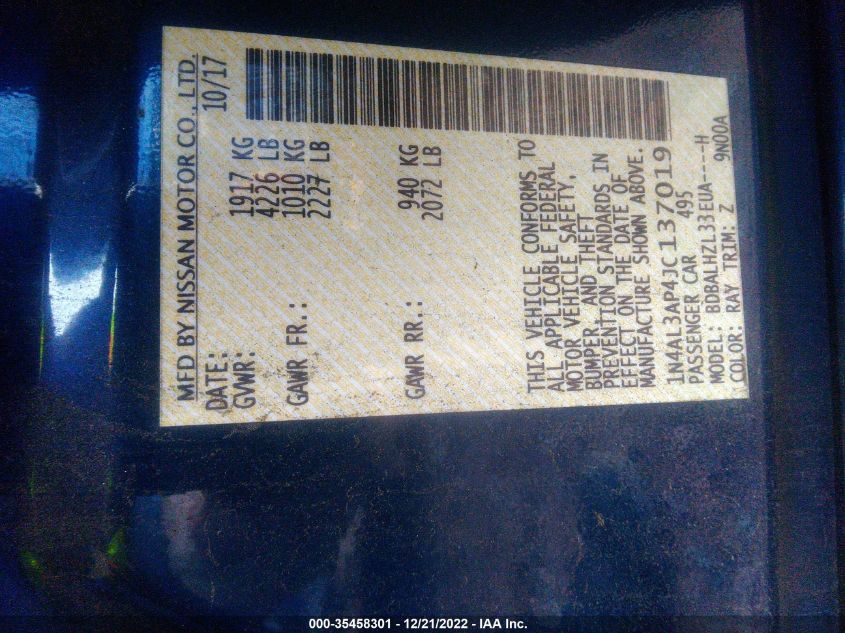 MFD BY NISSAN MOTOR CO., LTD.
DATE: 10/17
GVWR: 1917 KG
4226 LB
GAWR FR.: 1010 KG
2227 LB
GAWR RR.: 940 KG
2072 LB
THIS VEHICLE CONFORMS TO
ALL APPLICABLE FEDERAL
MOTOR VEHICLE SAFETY,
BUMPER, AND THEFT
PREVENTION STANDARDS IN
EFFECT ON THE DATE OF
MANUFACTURE SHOWN ABOVE.
1N4AL3AP4JC137019
PASSENGER CAR 495
MODEL: BDBALHZL33EUA----H
COLOR: RAY TRIM: Z 9N00A
000-35458301 - 12/21/2022 - IAA Inc.